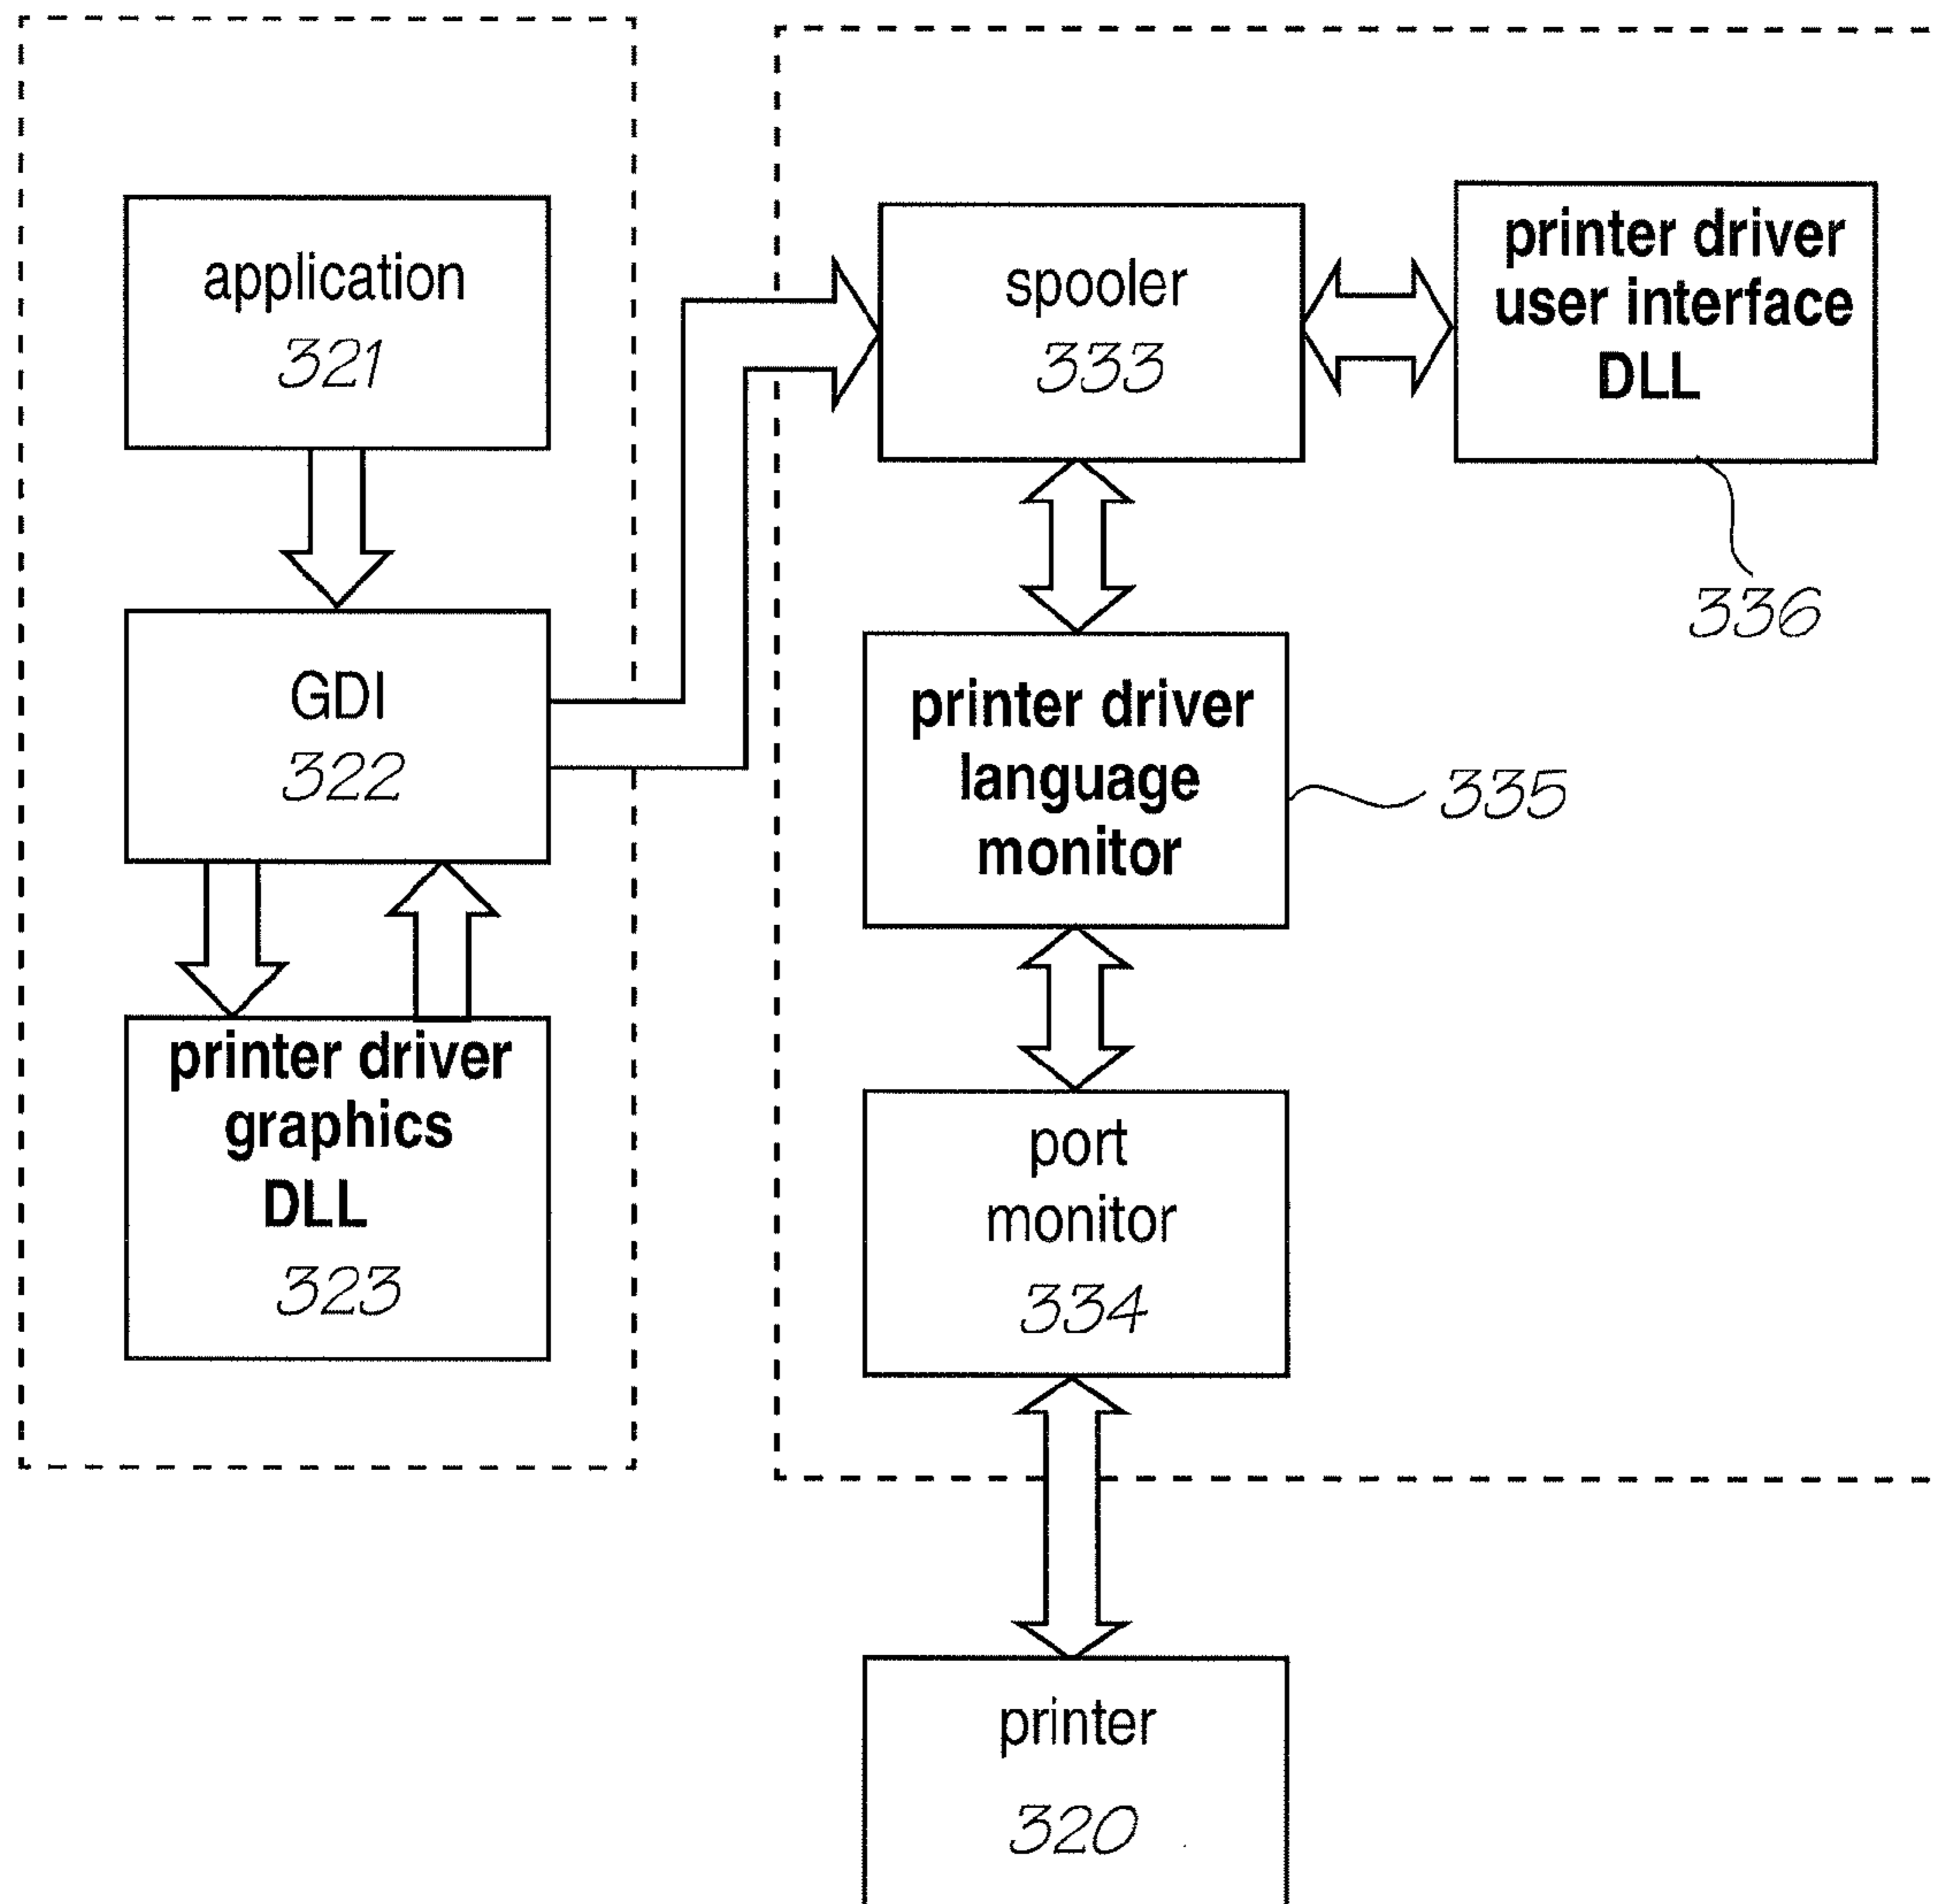 application
321
GDI
322
printer driver
graphics
DLL
323
spooler
333
printer driver
user interface
DLL
336
printer driver
language
monitor
335
port
monitor
334
printer
320